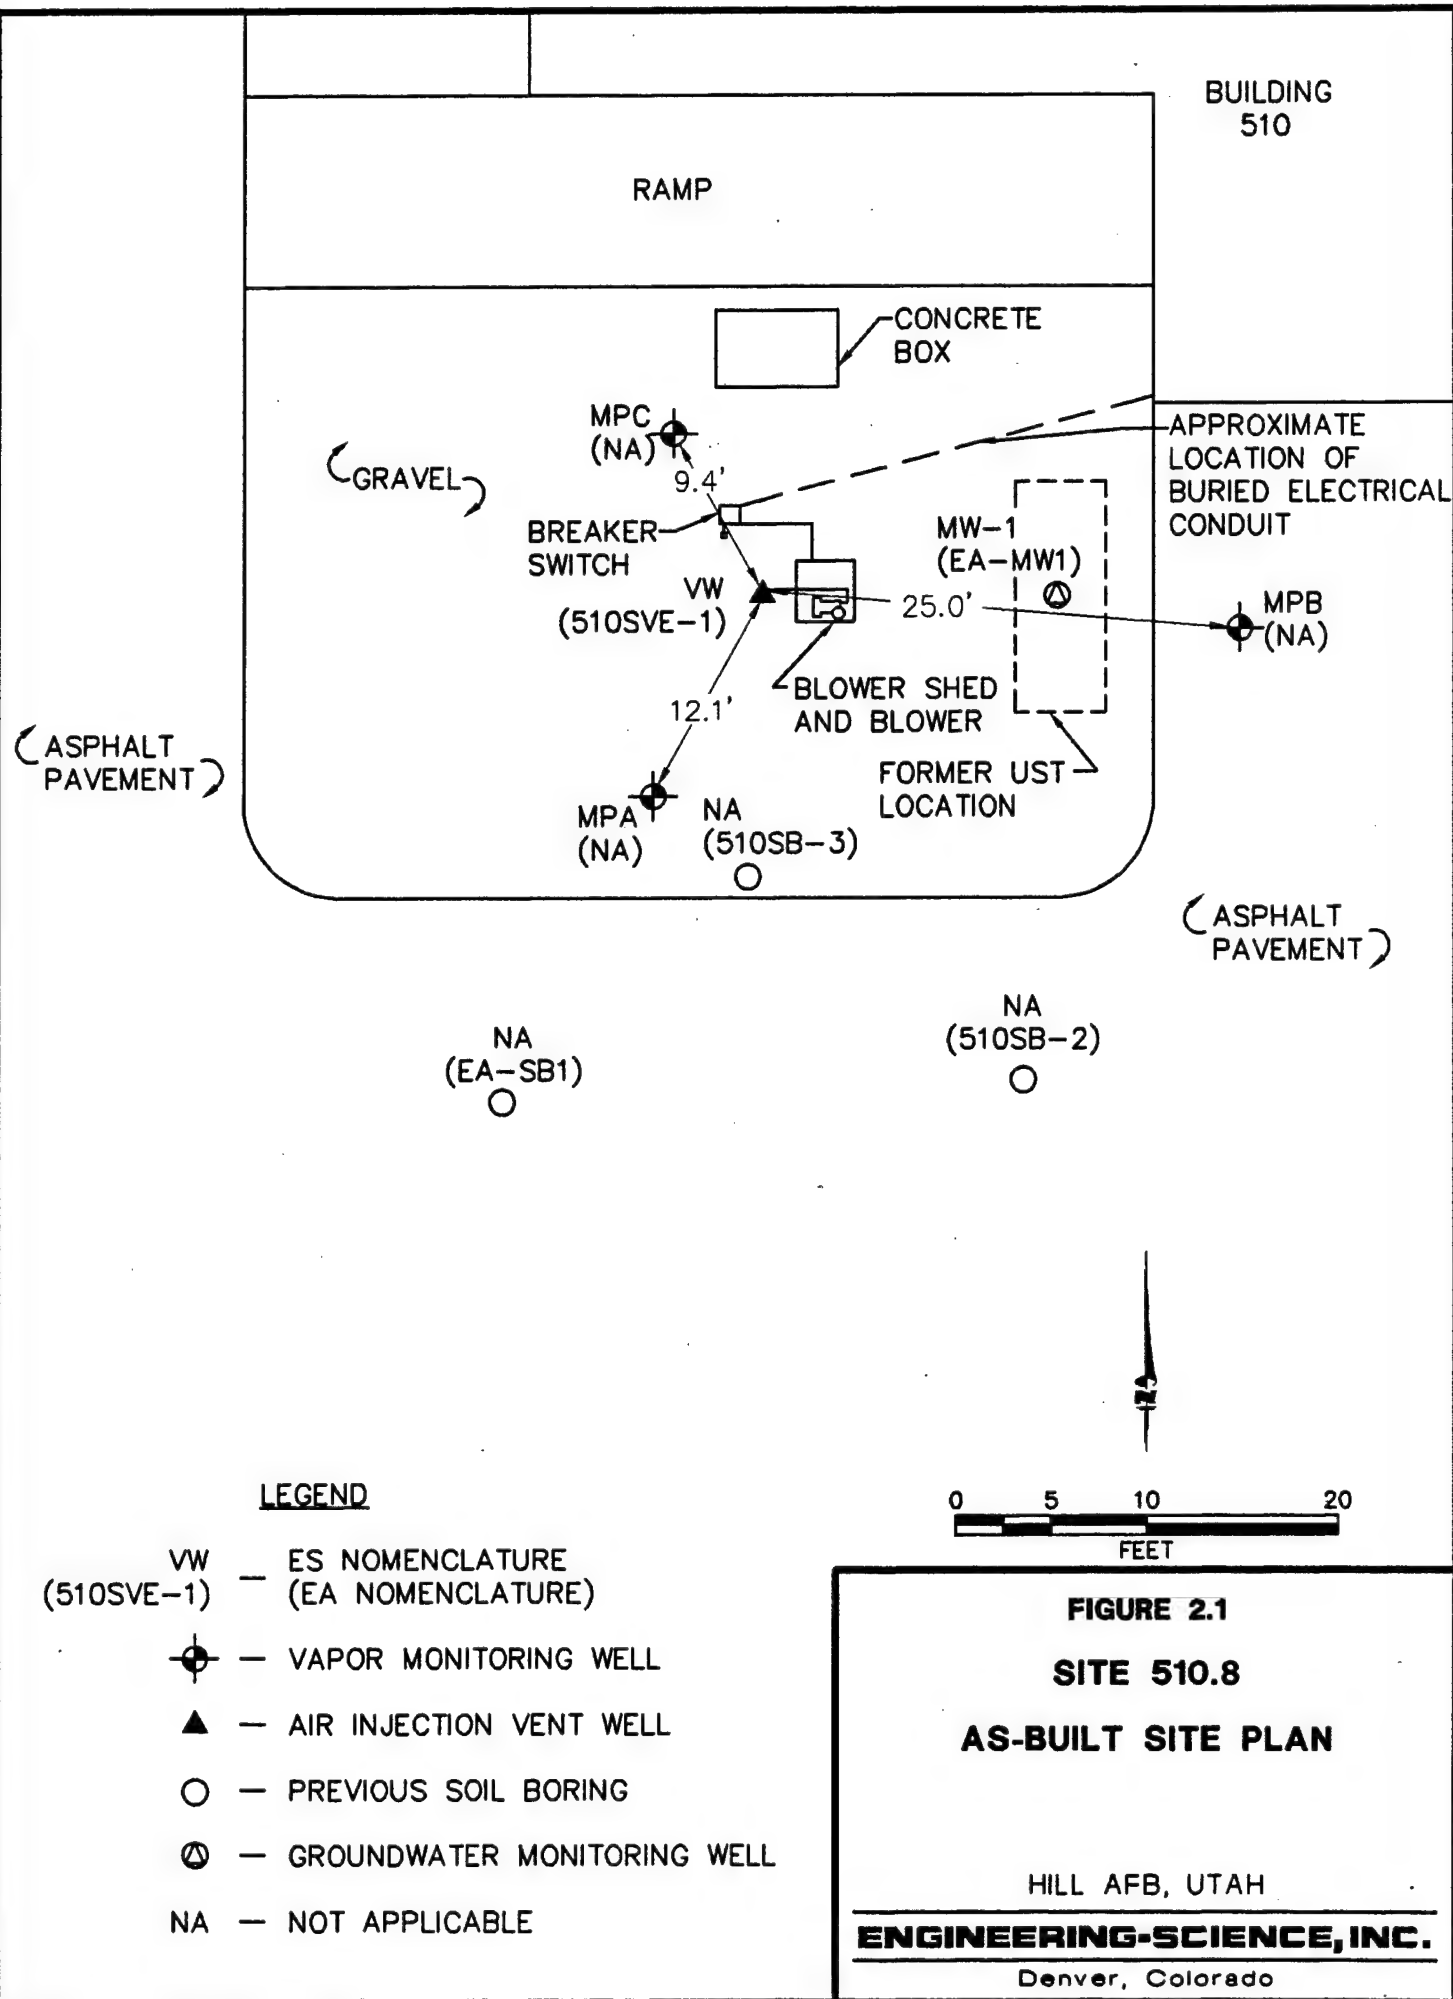 BUILDING
510
RAMP
CONCRETE
BOX
MPC
(NA)
9.4'
GRAVEL
APPROXIMATE
LOCATION OF
BURIED ELECTRICAL
CONDUIT
BREAKER
SWITCH
MW-1
(EA-MW1)
VW
(510SVE-1)
25.0'
MPB
(NA)
BLOWER SHED
AND BLOWER
12.1'
ASPHALT
PAVEMENT
FORMER UST
LOCATION
MPA
(NA)
NA
(510SB-3)
ASPHALT
PAVEMENT
NA
(510SB-2)
NA
(EA-SB1)
N
LEGEND
VW
(510SVE-1)
— ES NOMENCLATURE
(EA NOMENCLATURE)
— VAPOR MONITORING WELL
— AIR INJECTION VENT WELL
— PREVIOUS SOIL BORING
— GROUNDWATER MONITORING WELL
NA — NOT APPLICABLE
0 5 10 20
FEET
FIGURE 2.1
SITE 510.8
AS-BUILT SITE PLAN
HILL AFB, UTAH
ENGINEERING-SCIENCE, INC.
Denver, Colorado